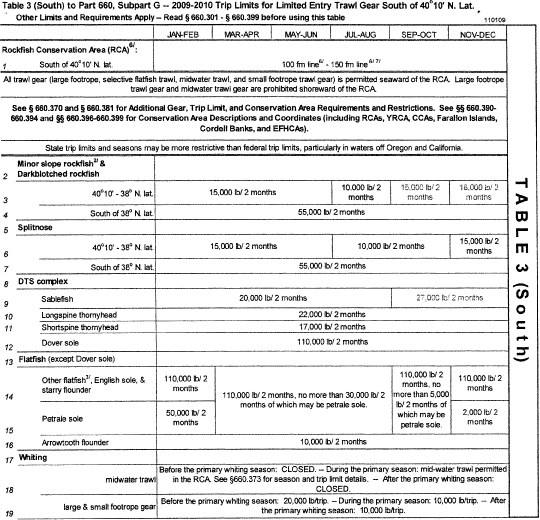 Table 3 (South) to Part 660, Subpart G -- 2009-2010 Trip Limits for Limited Entry Trawl Gear South of 40°10' N. Lat.
Other Limits and Requirements Apply -- Read § 660.301 - § 660.399 before using this table
110109
JAN-FEB MAR-APR MAY-JUN JUL-AUG SEP-OCT NOV-DEC
Rockfish Conservation Area (RCA)6/:
1 South of 40°10' N. lat. 100 fm line6/ - 150 fm line6/ 7/
All trawl gear (large footrope, selective flatfish trawl, midwater trawl, and small footrope trawl gear) is permitted seaward of the RCA. Large footrope
trawl gear and midwater trawl gear are prohibited shoreward of the RCA.
See § 660.370 and § 660.381 for Additional Gear, Trip Limit, and Conservation Area Requirements and Restrictions. See §§ 660.390-
660.394 and §§ 660.396-660.399 for Conservation Area Descriptions and Coordinates (including RCAs, YRCA, CCAs, Farallon Islands,
Cordell Banks, and EFHCAs).
State trip limits and seasons may be more restrictive than federal trip limits, particularly in waters off Oregon and California.
2 Minor slope rockfish2/ &
Darkblotched rockfish
3 40°10' - 38° N. lat. 15,000 lb/ 2 months 10,000 lb/ 2 months 15,000 lb/ 2 months 15,000 lb/ 2 months
4 South of 38° N. lat. 55,000 lb/ 2 months
5 Splitnose
6 40°10' - 38° N. lat. 15,000 lb/ 2 months 10,000 lb/ 2 months 15,000 lb/ 2 months
7 South of 38° N. lat. 55,000 lb/ 2 months
8 DTS complex
9 Sablefish 20,000 lb/ 2 months 27,000 lb/ 2 months
10 Longspine thornyhead 22,000 lb/ 2 months
11 Shortspine thornyhead 17,000 lb/ 2 months
12 Dover sole 110,000 lb/ 2 months
13 Flatfish (except Dover sole)
14 Other flatfish3/, English sole, &
starry flounder
110,000 lb/ 2 months
110,000 lb/ 2 months, no more than 30,000 lb/ 2
months of which may be petrale sole.
110,000 lb/ 2
months, no
more than 5,000
lb/ 2 months of
which may be
petrale sole.
110,000 lb/ 2 months
15 Petrale sole 50,000 lb/ 2 months 2,000 lb/ 2 months
16 Arrowtooth flounder 10,000 lb/ 2 months
17 Whiting
18 midwater trawl
Before the primary whiting season: CLOSED. -- During the primary season: mid-water trawl permitted
in the RCA. See §660.373 for season and trip limit details. -- After the primary whiting season:
CLOSED.
19 large & small footrope gear
Before the primary whiting season: 20,000 lb/trip. -- During the primary season: 10,000 lb/trip. -- After
the primary whiting season: 10,000 lb/trip.
TABLE 3 (South)